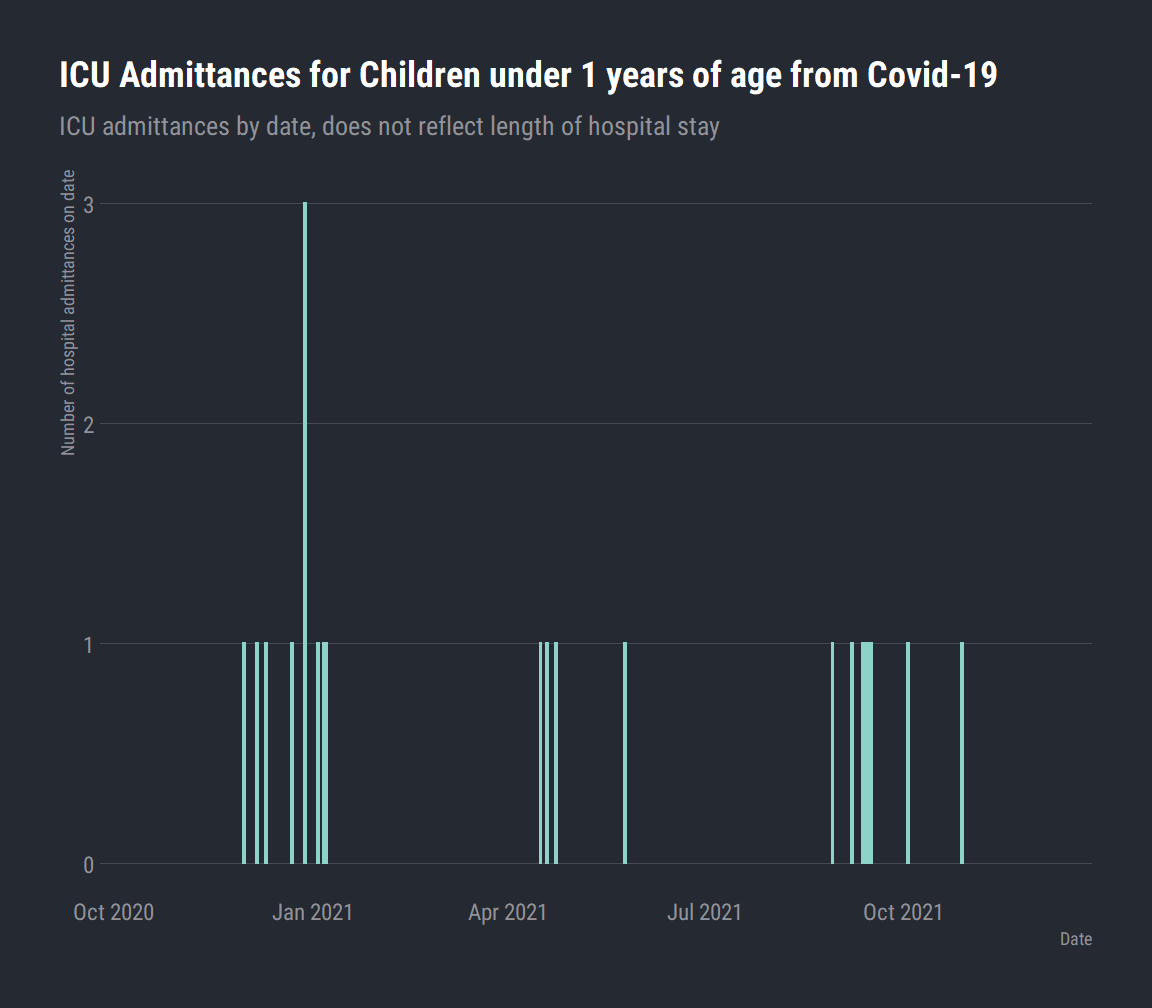 ICU Admittances for Children under 1 years of age from Covid-19
ICU admittances by date, does not reflect length of hospital stay
Number of hospital admittances on date
3
2
1
0
Oct 2020 Jan 2021 Apr 2021 Jul 2021 Oct 2021
Date